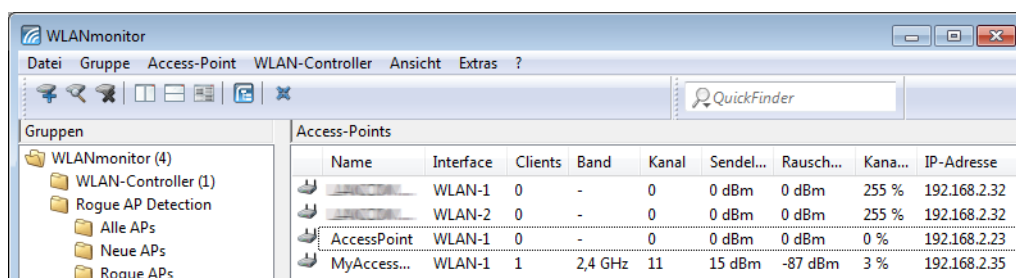 WLANmonitor
Datei Gruppe Access-Point WLAN-Controller Ansicht Extras ?
QuickFinder
Gruppen Access-Points
WLANmonitor (4)
WLAN-Controller (1)
Rogue AP Detection
Alle APs
Neue APs
Rogue APs
Name Interface Clients Band Kanal Sendel... Rausch... Kana... IP-Adresse
WLAN-1 0 - 0 0 dBm 0 dBm 255 % 192.168.2.32
WLAN-2 0 - 0 0 dBm 0 dBm 255 % 192.168.2.32
AccessPoint WLAN-1 0 - 0 0 dBm 0 dBm 0 % 192.168.2.23
MyAccess... WLAN-1 1 2,4 GHz 11 15 dBm -87 dBm 3 % 192.168.2.35